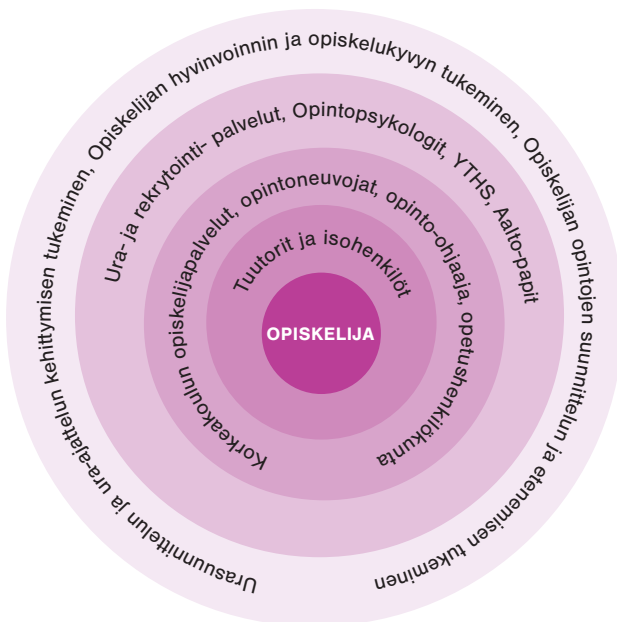 Urasuunnittelun ja ura-ajattelun kehittymisen tukeminen, Opiskelijan hyvinvoinnin ja opiskelukyvyn tukeminen, Opiskelijan opintojen suunnittelun ja etenemisen tukeminen
Ura- ja rekrytointi- palvelut, Opintopsykologit, YTHS, Aalto-papit
Korkeakoulun opiskelijapalvelut, opintoneuvojat, opinto-ohjaaja, opetushenkilökunta
Tuutorit ja isohenkilöt
OPISKELIJA